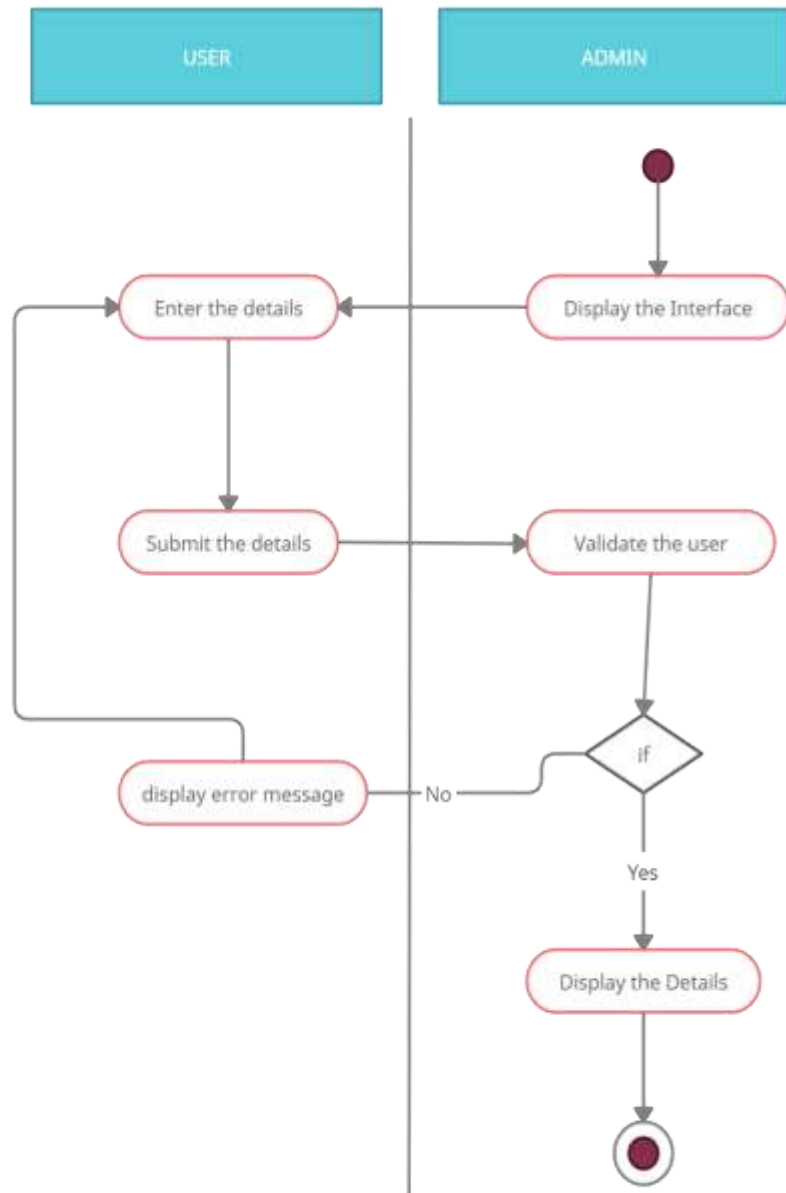 USER
ADMIN
Enter the details
Display the Interface
Submit the details
Validate the user
if
display error message
No
Yes
Display the Details